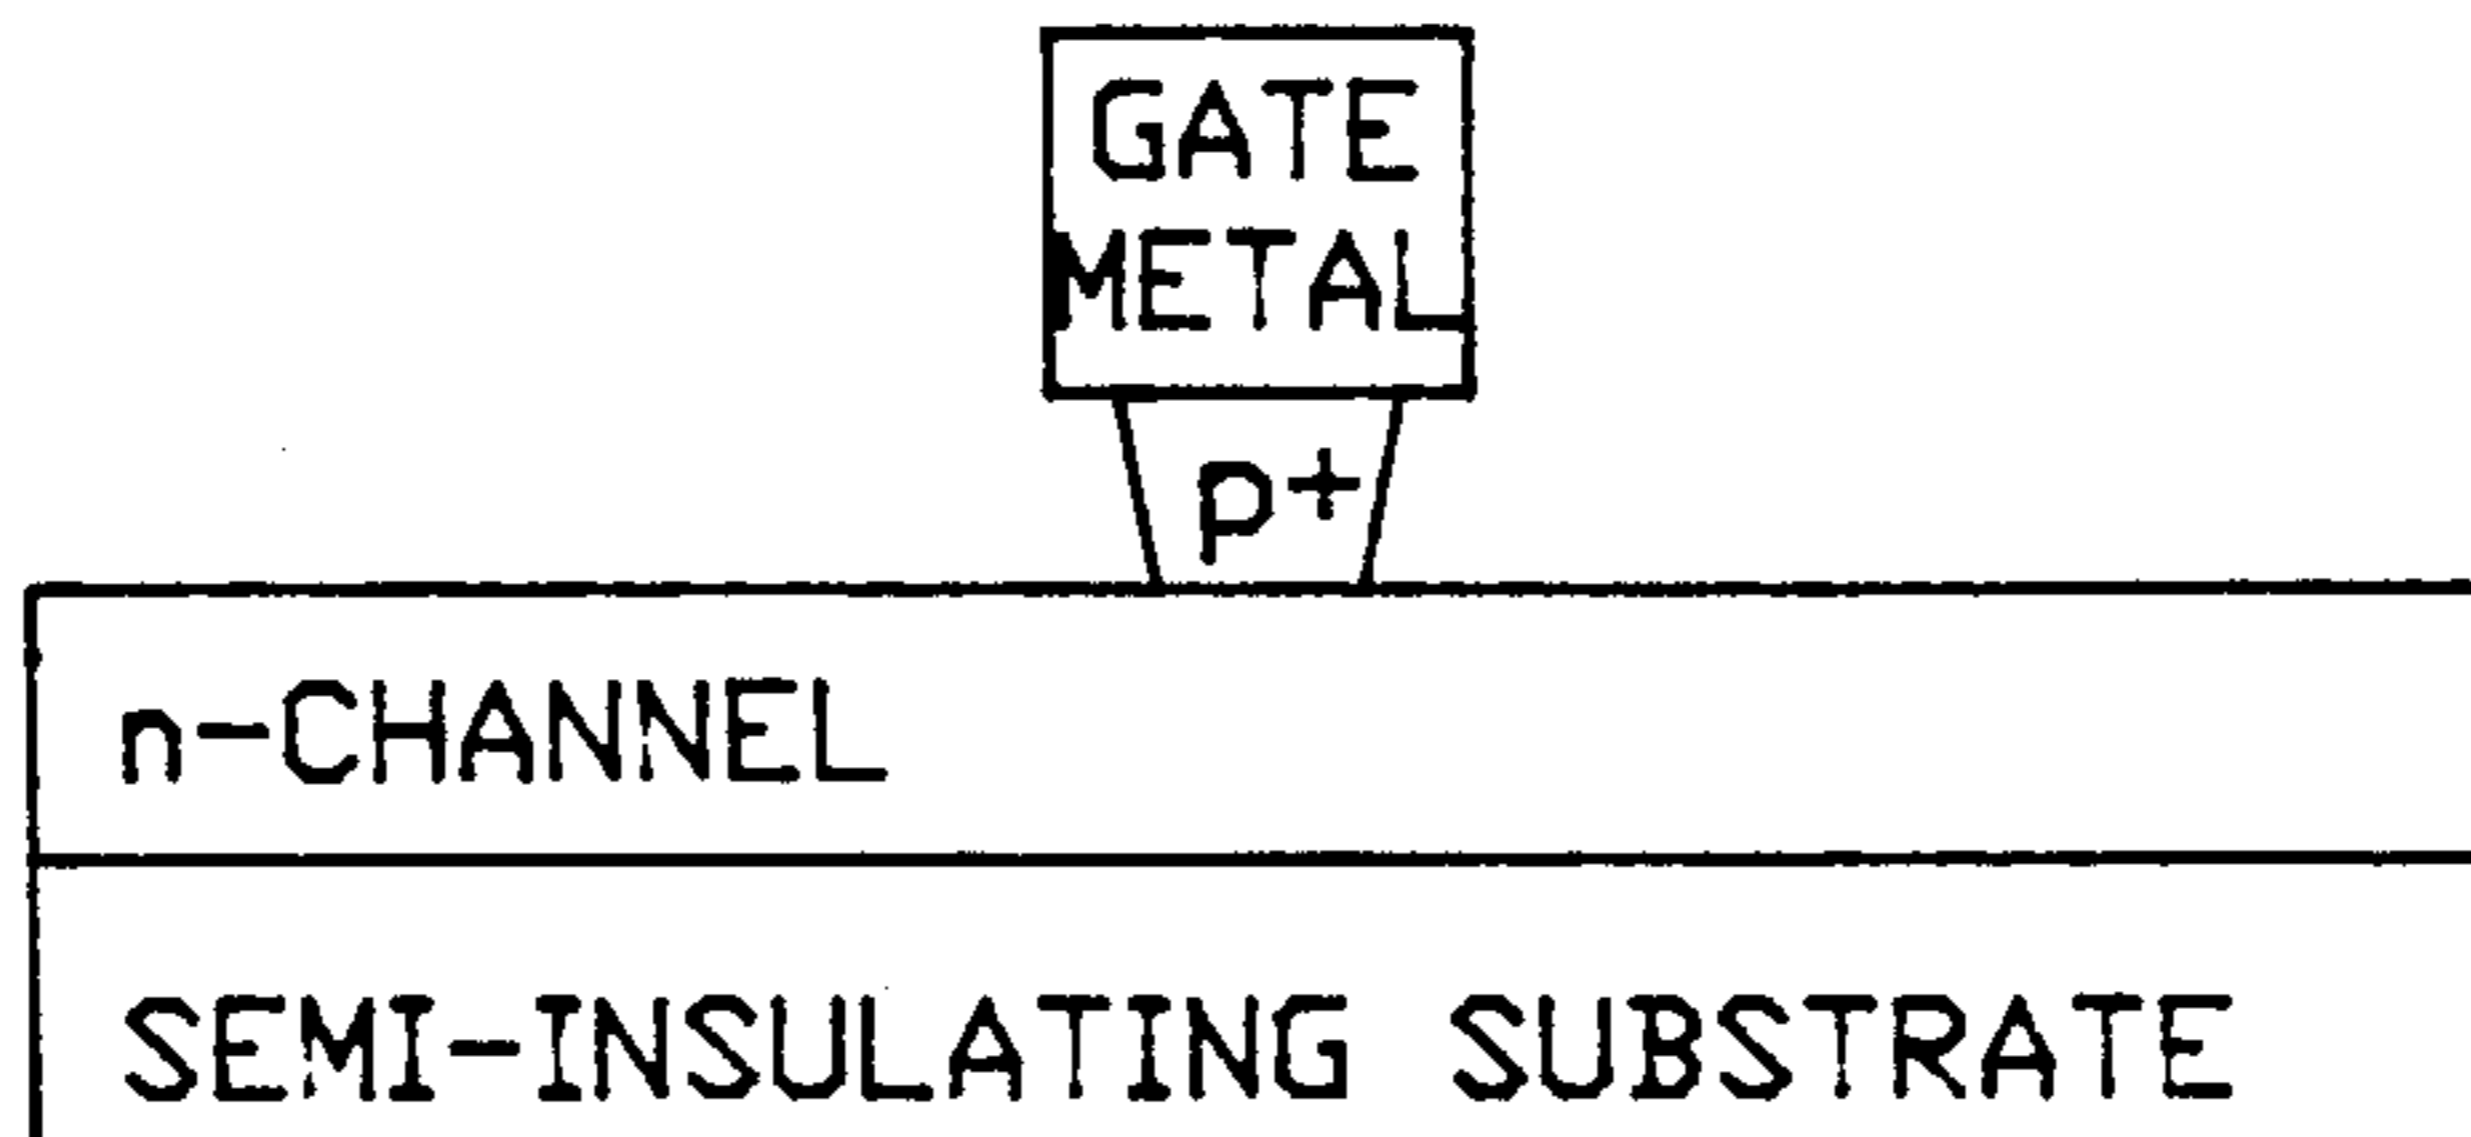 GATE
METAL
p+
n-CHANNEL
SEMI-INSULATING SUBSTRATE